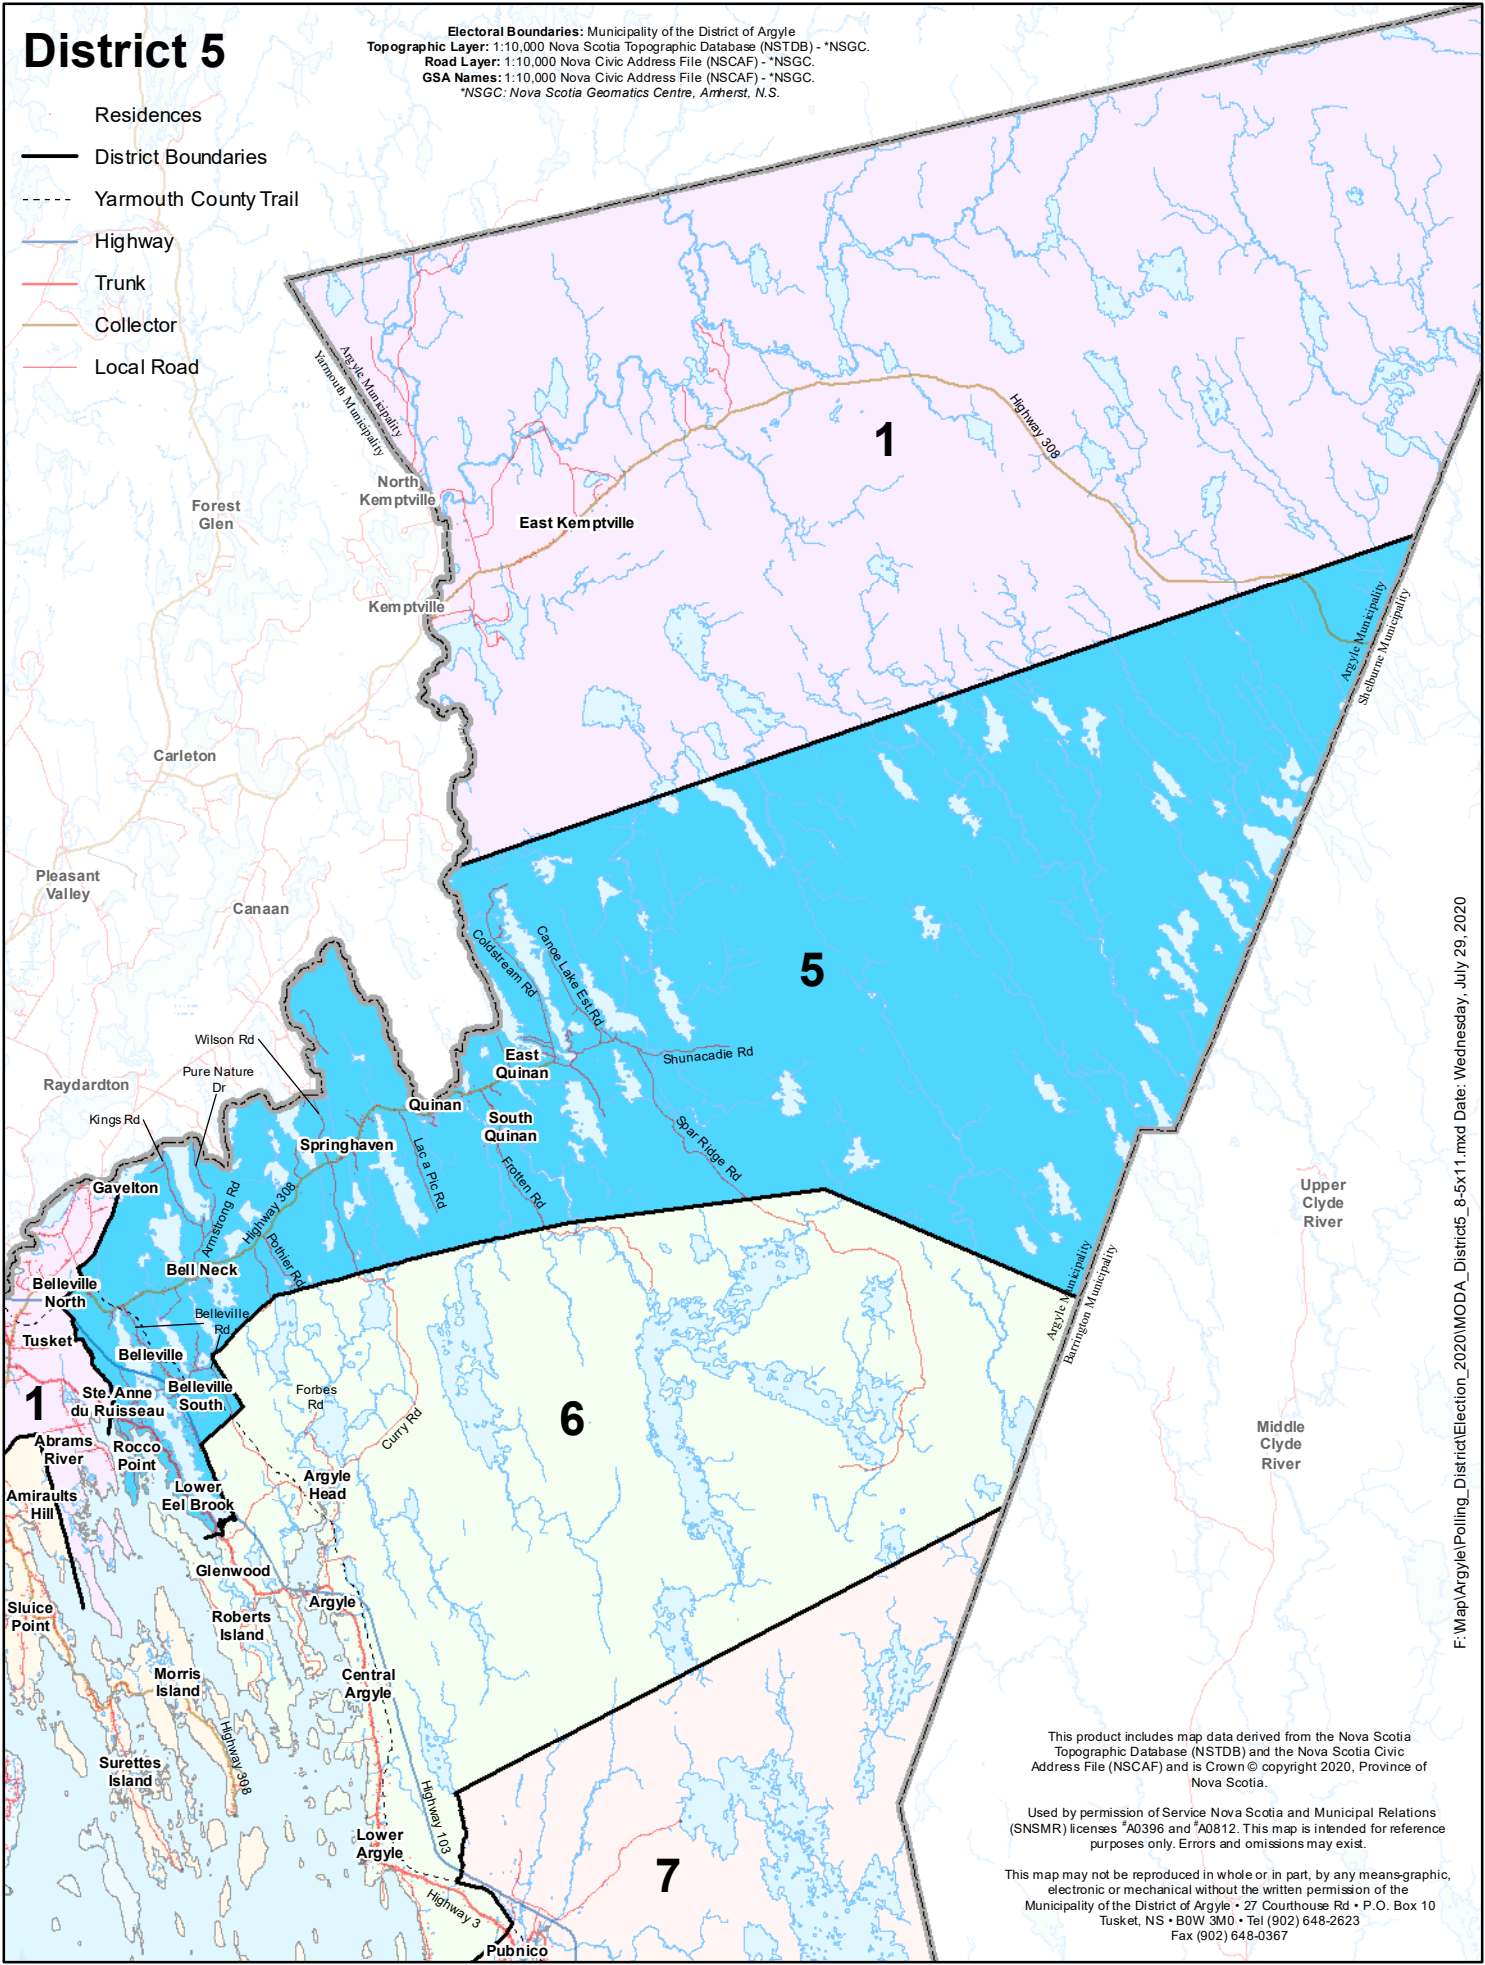 District 5
Electoral Boundaries: Municipality of the District of Argyle
Topographic Layer: 1:10,000 Nova Scotia Topographic Database (NSTDB) - *NSGC.
Road Layer: 1:10,000 Nova Civic Address File (NSCAF) - *NSGC.
GSA Names: 1:10,000 Nova Civic Address File (NSCAF) - *NSGC.
*NSGC: Nova Scotia Geomatics Centre, Amherst, N.S.
Residences
District Boundaries
Yarmouth County Trail
Highway
Trunk
Collector
Local Road
Argyle Municipality
Yarmouth Municipality
Highway 308
1
North
Kemptville
Forest
Glen
East Kemptville
Kemptville
Argyle Municipality
Shelburne Municipality
Carleton
Pleasant
Valley
Canaan
Coldstream Rd
Canoe Lake Est Rd
5
Wilson Rd
Pure Nature
Dr
Raydardton
Kings Rd
East
Quinan
Shunacadie Rd
Quinan
South
Quinan
Springhaven
Lac a Pic Rd
Frotten Rd
Spar Ridge Rd
Gavelton
Armstrong Rd
Highway 308
Pothier Rd
Bell Neck
Upper
Clyde
River
Argyle Municipality
Barrington Municipality
Belleville
North
Belleville
Rd
Tusket
Belleville
Belleville
South
Ste. Anne
du Ruisseau
1
Forbes
Rd
Curry Rd
6
Abrams
River
Rocco
Point
Middle
Clyde
River
Argyle
Head
Amiraults
Hill
Lower
Eel Brook
Glenwood
Argyle
Sluice
Point
Roberts
Island
Morris
Island
Central
Argyle
Highway 308
Surettes
Island
Highway 103
Lower
Argyle
7
Highway 3
Pubnico
F:\Map\Argyle\Polling_District\Election_2020\MODA_District5_8-5x11.mxd Date: Wednesday, July 29, 2020
This product includes map data derived from the Nova Scotia
Topographic Database (NSTDB) and the Nova Scotia Civic
Address File (NSCAF) and is Crown © copyright 2020, Province of
Nova Scotia.
Used by permission of Service Nova Scotia and Municipal Relations
(SNSMR) licenses #A0396 and #A0812. This map is intended for reference
purposes only. Errors and omissions may exist.
This map may not be reproduced in whole or in part, by any means-graphic,
electronic or mechanical without the written permission of the
Municipality of the District of Argyle • 27 Courthouse Rd • P.O. Box 10
Tusket, NS • B0W 3M0 • Tel (902) 648-2623
Fax (902) 648-0367